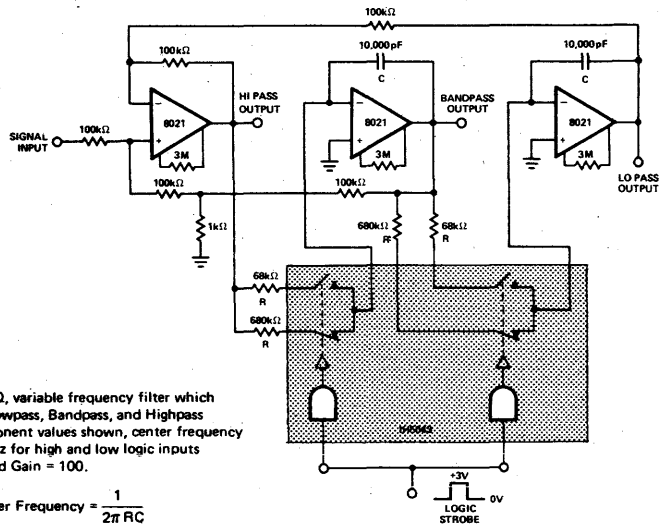 100kΩ
100kΩ
10,000pF
C
10,000pF
C
HI PASS
OUTPUT
BANDPASS
OUTPUT
100kΩ
SIGNAL
INPUT
−
+
8021
3M
−
+
8021
3M
−
+
8021
3M
LO PASS
OUTPUT
100kΩ
100kΩ
1kΩ
680kΩ
R
68kΩ
R
68kΩ
R
680kΩ
R
Q, variable frequency filter which
wpass, Bandpass, and Highpass
onent values shown, center frequency
z for high and low logic inputs
d Gain = 100.
er Frequency = 1 / 2π RC
+3V
0V
LOGIC
STROBE